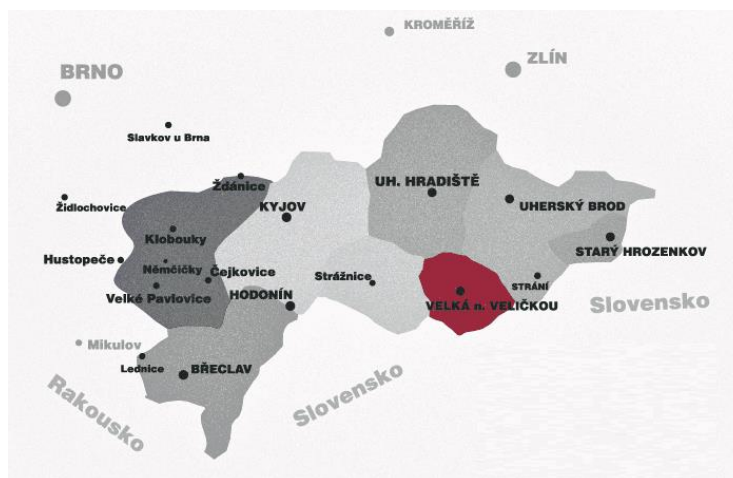 KROMĚŘÍŽ
ZLÍN
BRNO
Slavkov u Brna
Ždánice
UH. HRADIŠTĚ
Židlochovice
KYJOV
UHERSKÝ BROD
Klobouky
STARÝ HROZENKOV
Hustopeče
Němčičky
Čejkovice
Strážnice
STRÁNÍ
Velké Pavlovice
HODONÍN
VELKÁ n. VELIČKOU
Slovensko
Mikulov
Lednice
BŘECLAV
Rakousko
Slovensko